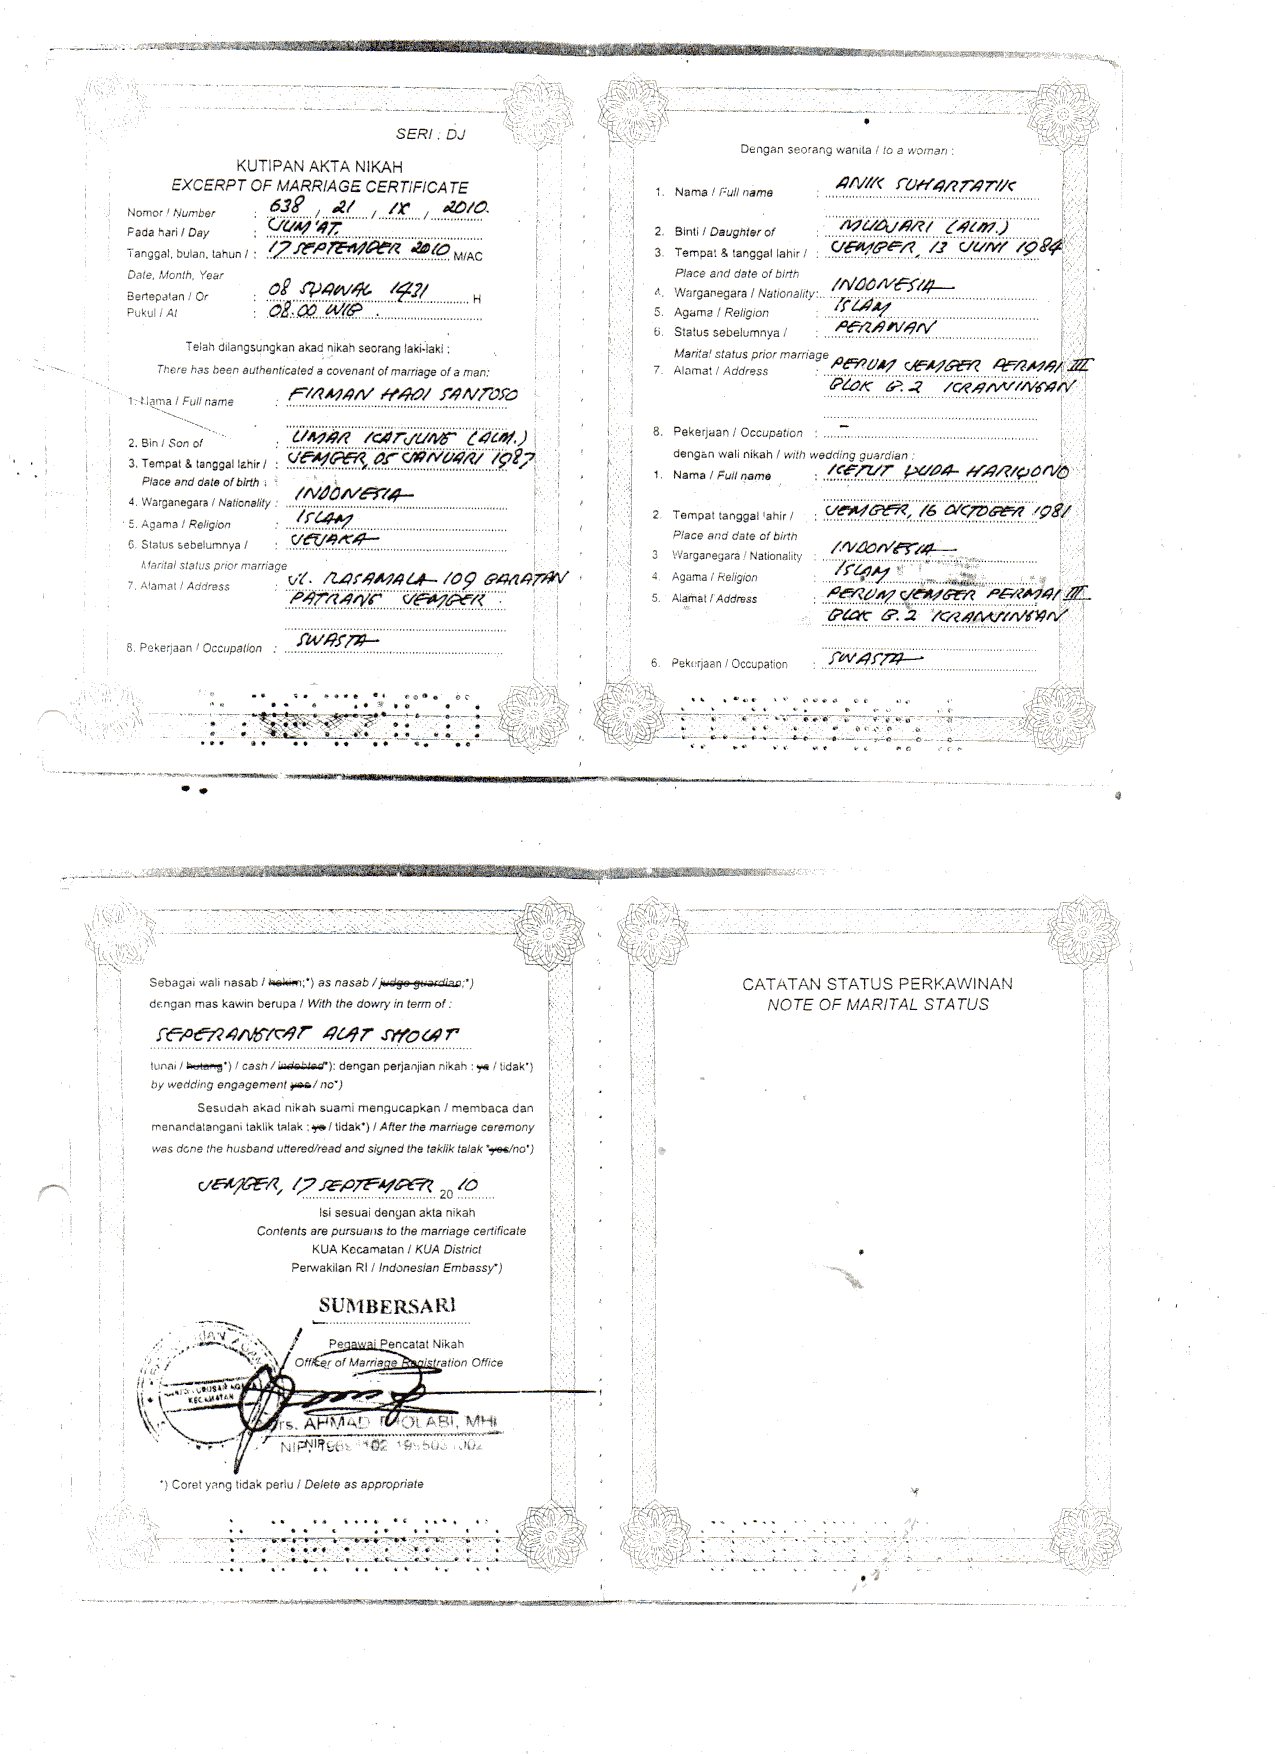 SERI : DJ
KUTIPAN AKTA NIKAH
EXCERPT OF MARRIAGE CERTIFICATE
Nomor / Number : 638 , 21 , IX , 2010.
Pada hari / Day : JUM'AT.
Tanggal, bulan, tahun / : 17 SEPTEMBER 2010 M/AC
Date, Month, Year
Bertepatan / Or : 08 SYAWAL 1431 H
Pukul / At : 08.00 WIB .
Telah dilangsungkan akad nikah seorang laki-laki :
There has been authenticated a covenant of marriage of a man:
1. Nama / Full name : FIRMAN HADI SANTOSO
2. Bin / Son of : UMAR KATJUNG (ALM.)
3. Tempat & tanggal lahir / : JEMBER, 05 JANUARI 1987
Place and date of birth :
4. Warganegara / Nationality : INDONESIA
5. Agama / Religion : ISLAM
6. Status sebelumnya / : JEJAKA
Marital status prior marriage
7. Alamat / Address JL. RASAMALA 109 BARATAN
PATRANG JEMBER .
8. Pekerjaan / Occupation : SWASTA
Dengan seorang wanita / to a woman :
1. Nama / Full name : ANIK SUHARTATIK
2. Binti / Daughter of : MUDJARI (ALM.)
3. Tempat & tanggal lahir / : JEMBER, 13 JUNI 1984
Place and date of birth
4. Warganegara / Nationality: INDONESIA
5. Agama / Religion : ISLAM
6. Status sebelumnya / : PERAWAN
Marital status prior marriage
7. Alamat / Address : PERUM JEMBER PERMAI III
BLOK B.2 KRANJINGAN
8. Pekerjaan / Occupation : -
dengan wali nikah / with wedding guardian :
1. Nama / Full name : KETUT YUDA HARIYONO
2. Tempat tanggal lahir / : JEMBER, 16 OKTOBER 1981
Place and date of birth
3 Warganegara / Nationality : INDONESIA
4. Agama / Religion : ISLAM
5. Alamat / Address : PERUM JEMBER PERMAI III
BLOK B.2 KRANJINGAN
6. Pekerjaan / Occupation : SWASTA
Sebagai wali nasab / hakim;*) as nasab / judge guardian;*)
dengan mas kawin berupa / With the dowry in term of :
SEPERANGKAT ALAT SHOLAT
tunai / hutang*) / cash / indebted*): dengan perjanjian nikah : ya / tidak*)
by wedding engagement yes / no*)
Sesudah akad nikah suami mengucapkan / membaca dan
menandatangani taklik talak : ya / tidak*) / After the marriage ceremony
was done the husband uttered/read and signed the taklik talak *yes/no*)
JEMBER, 17 SEPTEMBER 20 10
Isi sesuai dengan akta nikah
Contents are pursuans to the marriage certificate
KUA Kecamatan / KUA District
Perwakilan RI / Indonesian Embassy*)
SUMBERSARI
Pegawai Pencatat Nikah
Officer of Marriage Registration Office
KECAMATAN
Drs. AHMAD HOLABI, MHI
NIP.
*) Coret yang tidak perlu / Delete as appropriate
CATATAN STATUS PERKAWINAN
NOTE OF MARITAL STATUS